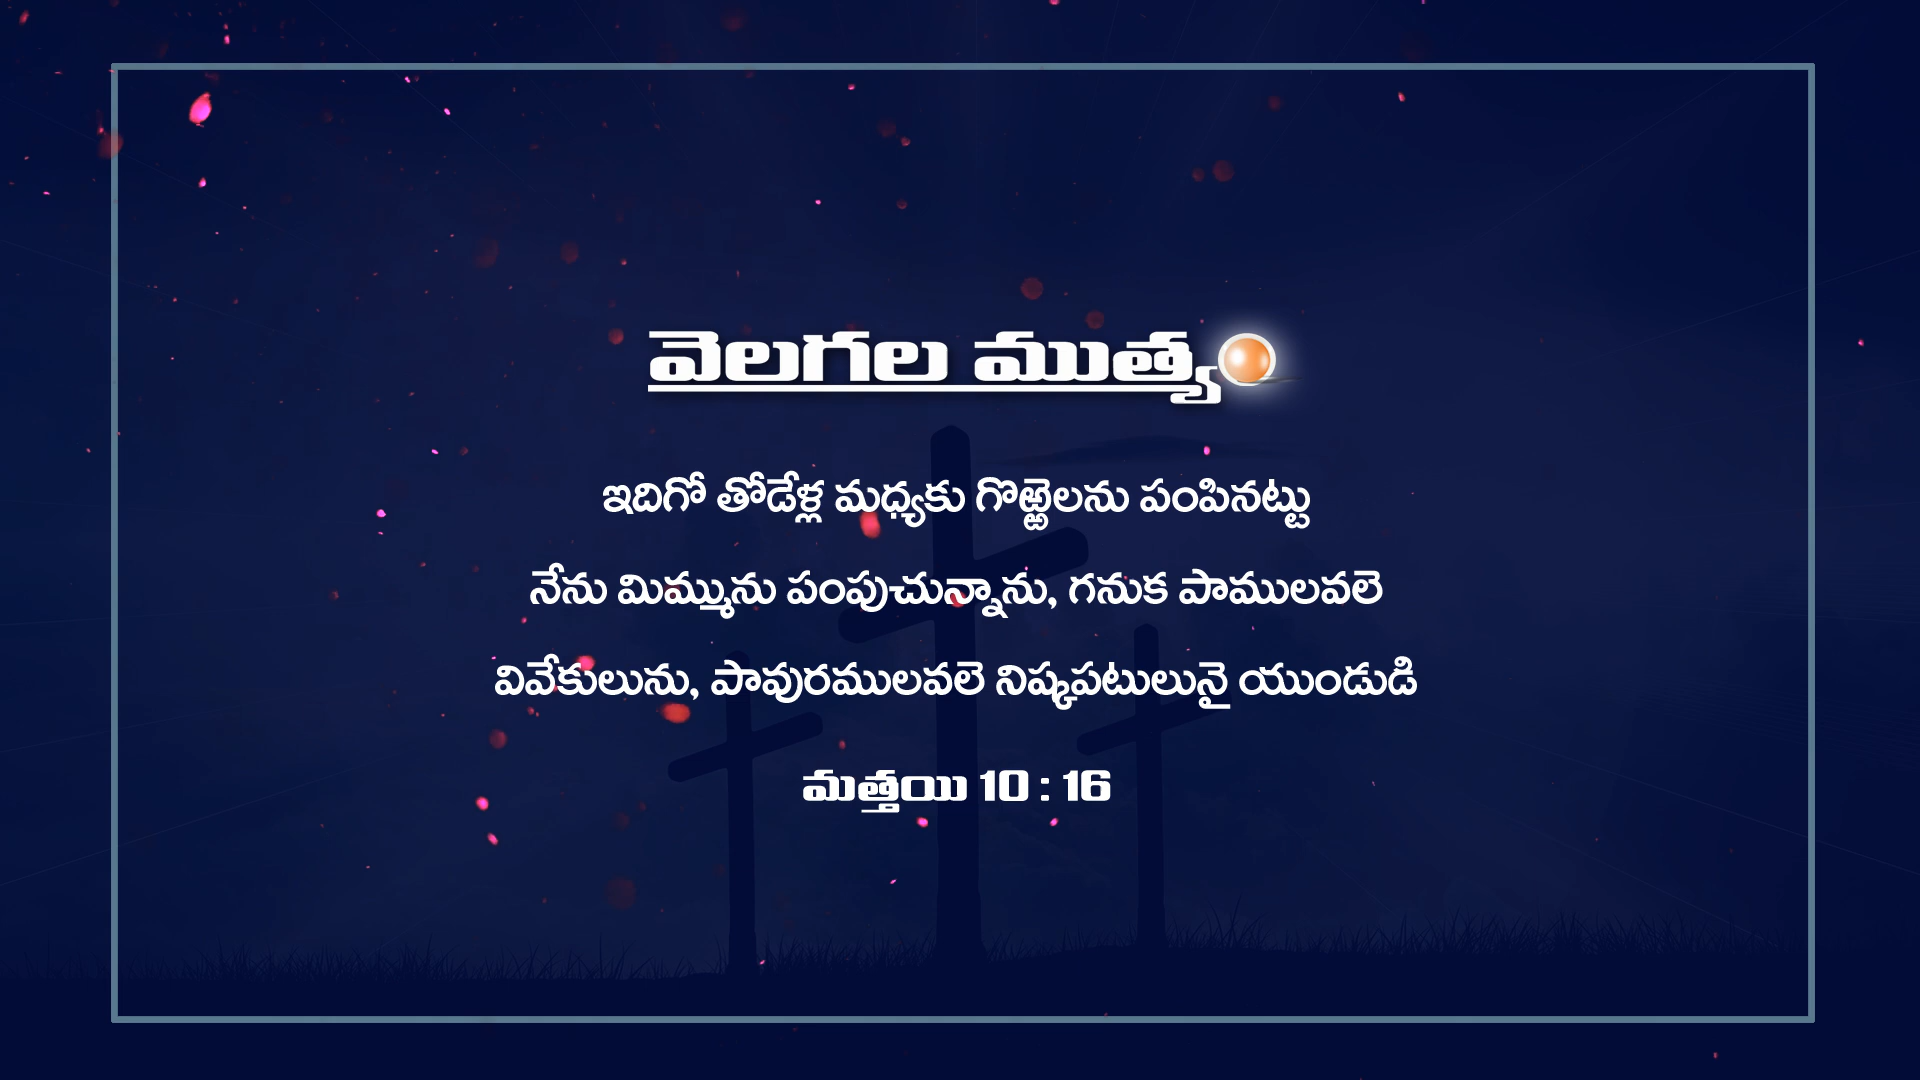 వెలగల ముత్యం
ఇదిగో తోడేళ్ల మధ్యకు గొఱ్ఱెలను పంపినట్టు
నేను మిమ్మును పంపుచున్నాను, గనుక పాములవలె
వివేకులును, పావురములవలె నిష్కపటులునై యుండుడి
మత్తయి 10 : 16